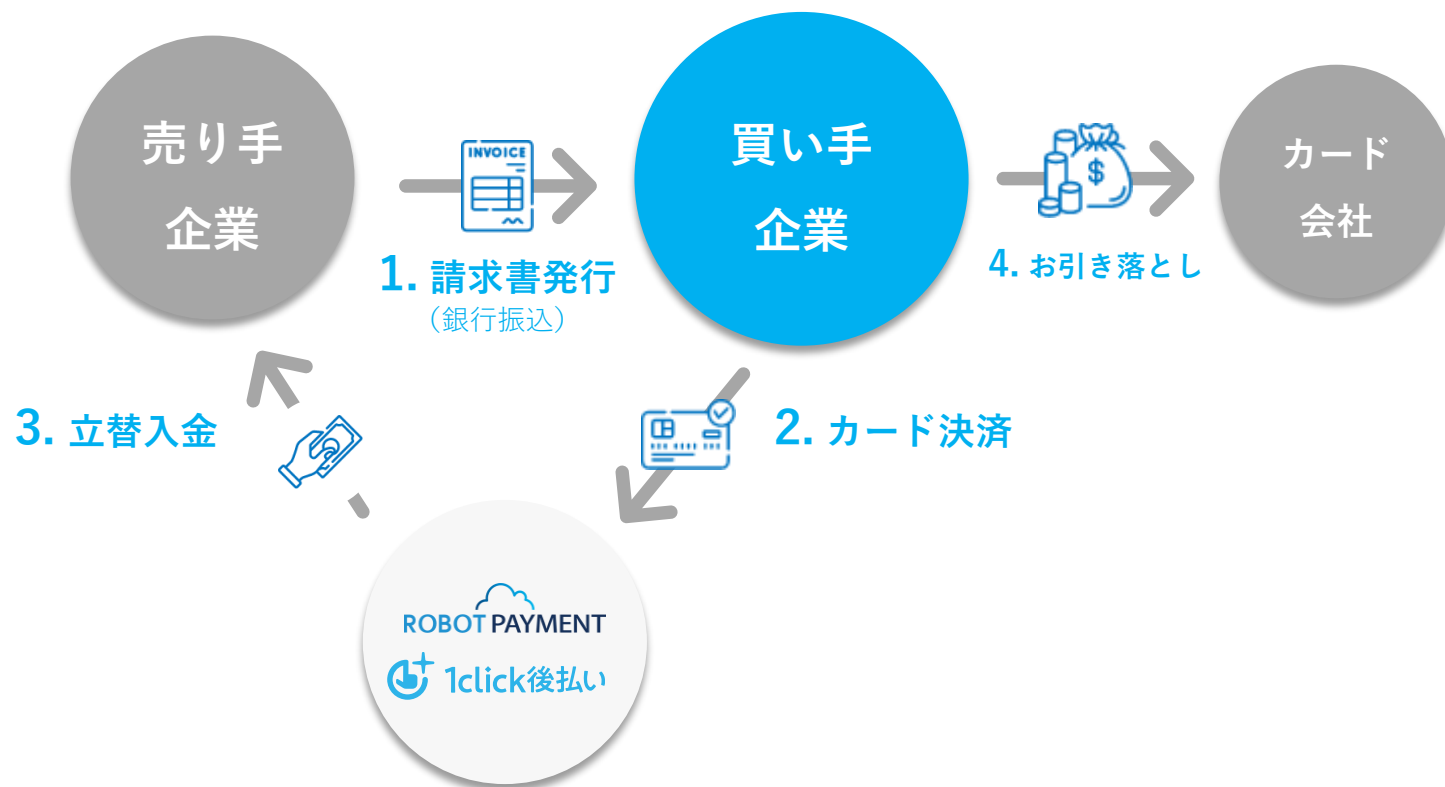 売り手
企業
INVOICE
1. 請求書発行
（銀行振込）
買い手
企業
$
4. お引き落とし
カード
会社
3. 立替入金
2. カード決済
ROBOT PAYMENT
1click後払い